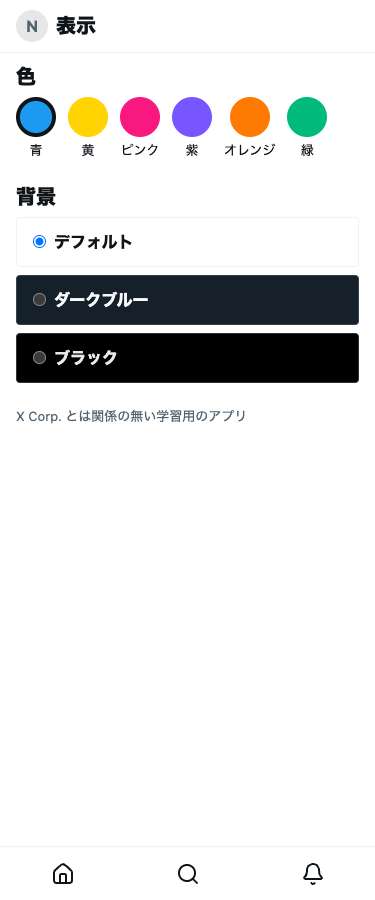 N 表示
色
青 黄 ピンク 紫 オレンジ 緑
背景
デフォルト
ダークブルー
ブラック
X Corp. とは関係の無い学習用のアプリ